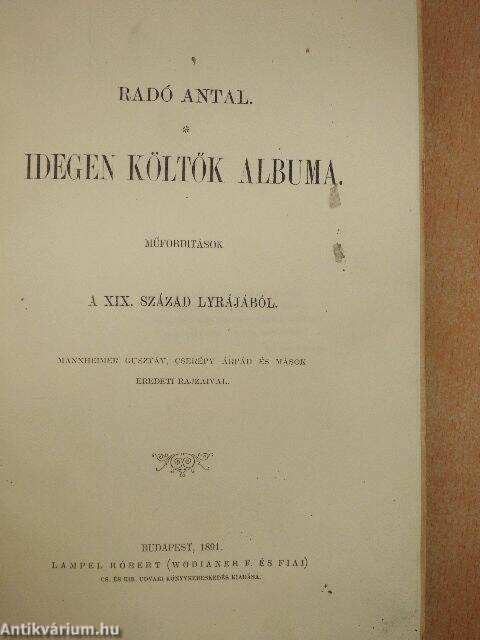 RADÓ ANTAL.
*
IDEGEN KÖLTŐK ALBUMA.
MŰFORDITÁSOK
A XIX. SZÁZAD LYRÁJÁBÓL.
MANNHEIMER GUSZTÁV, CSERÉPY ÁRPÁD ÉS MÁSOK
EREDETI RAJZAIVAL.
BUDAPEST, 1891.
LAMPEL RÓBERT (WODIANER F. ÉS FIAI)
CS. ÉS KIR. UDVARI KÖNYVKERESKEDÉS KIADÁSA.
Antikvárium.hu